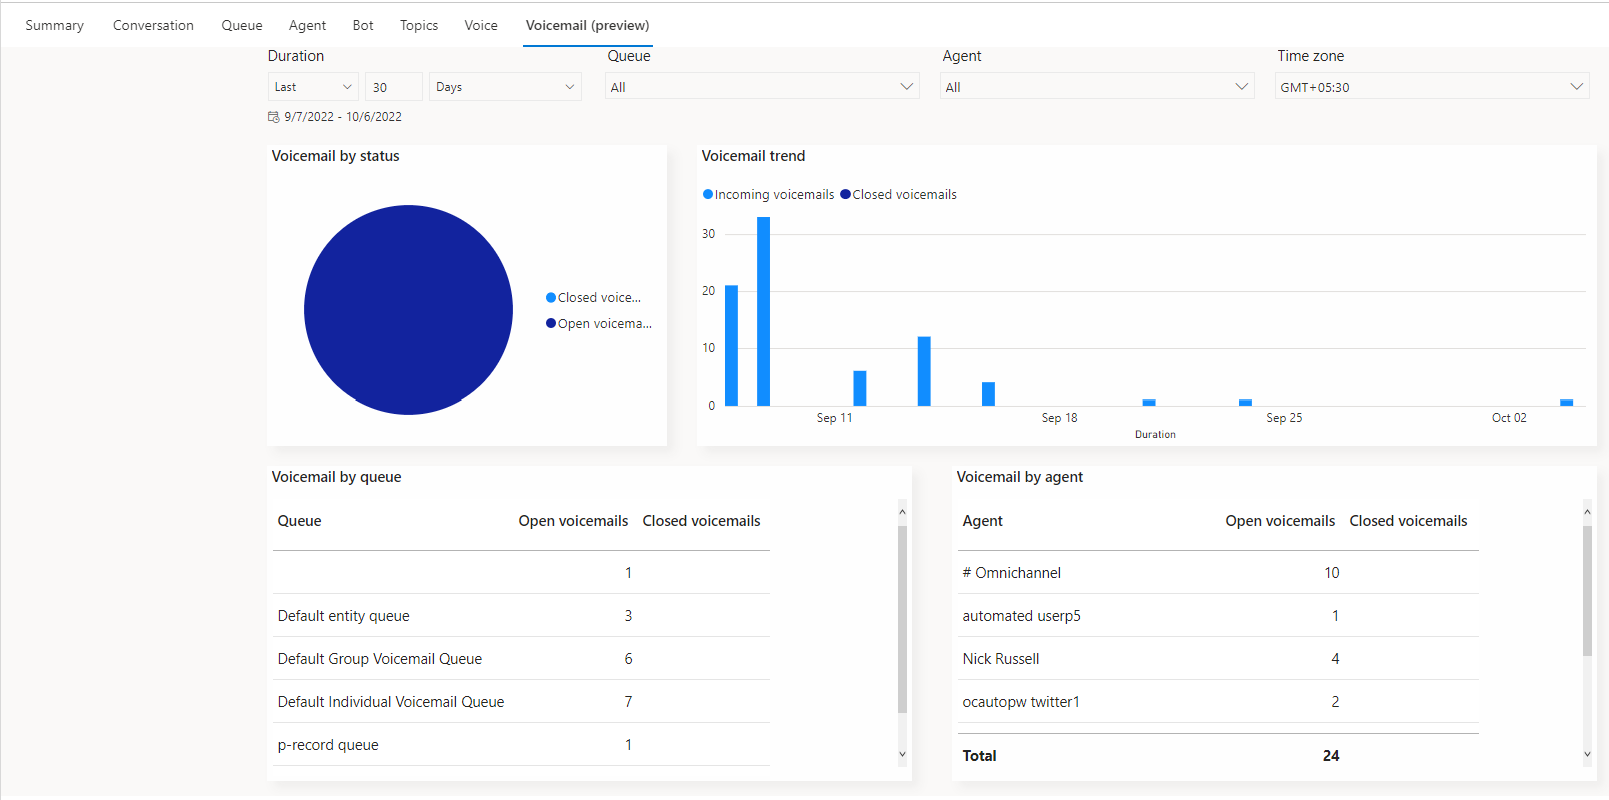 Summary Conversation Queue Agent Bot Topics Voice Voicemail (preview)
Duration Queue Agent Time zone
Last 30 Days All All GMT+05:30
9/7/2022 - 10/6/2022
Voicemail by status
Closed voice...
Open voicema...
Voicemail trend
Incoming voicemails Closed voicemails
30
20
10
0
Sep 11 Sep 18 Sep 25 Oct 02
Duration
Voicemail by queue
Queue Open voicemails Closed voicemails
1
Default entity queue 3
Default Group Voicemail Queue 6
Default Individual Voicemail Queue 7
p-record queue 1
Voicemail by agent
Agent Open voicemails Closed voicemails
# Omnichannel 10
automated userp5 1
Nick Russell 4
ocautopw twitter1 2
Total 24